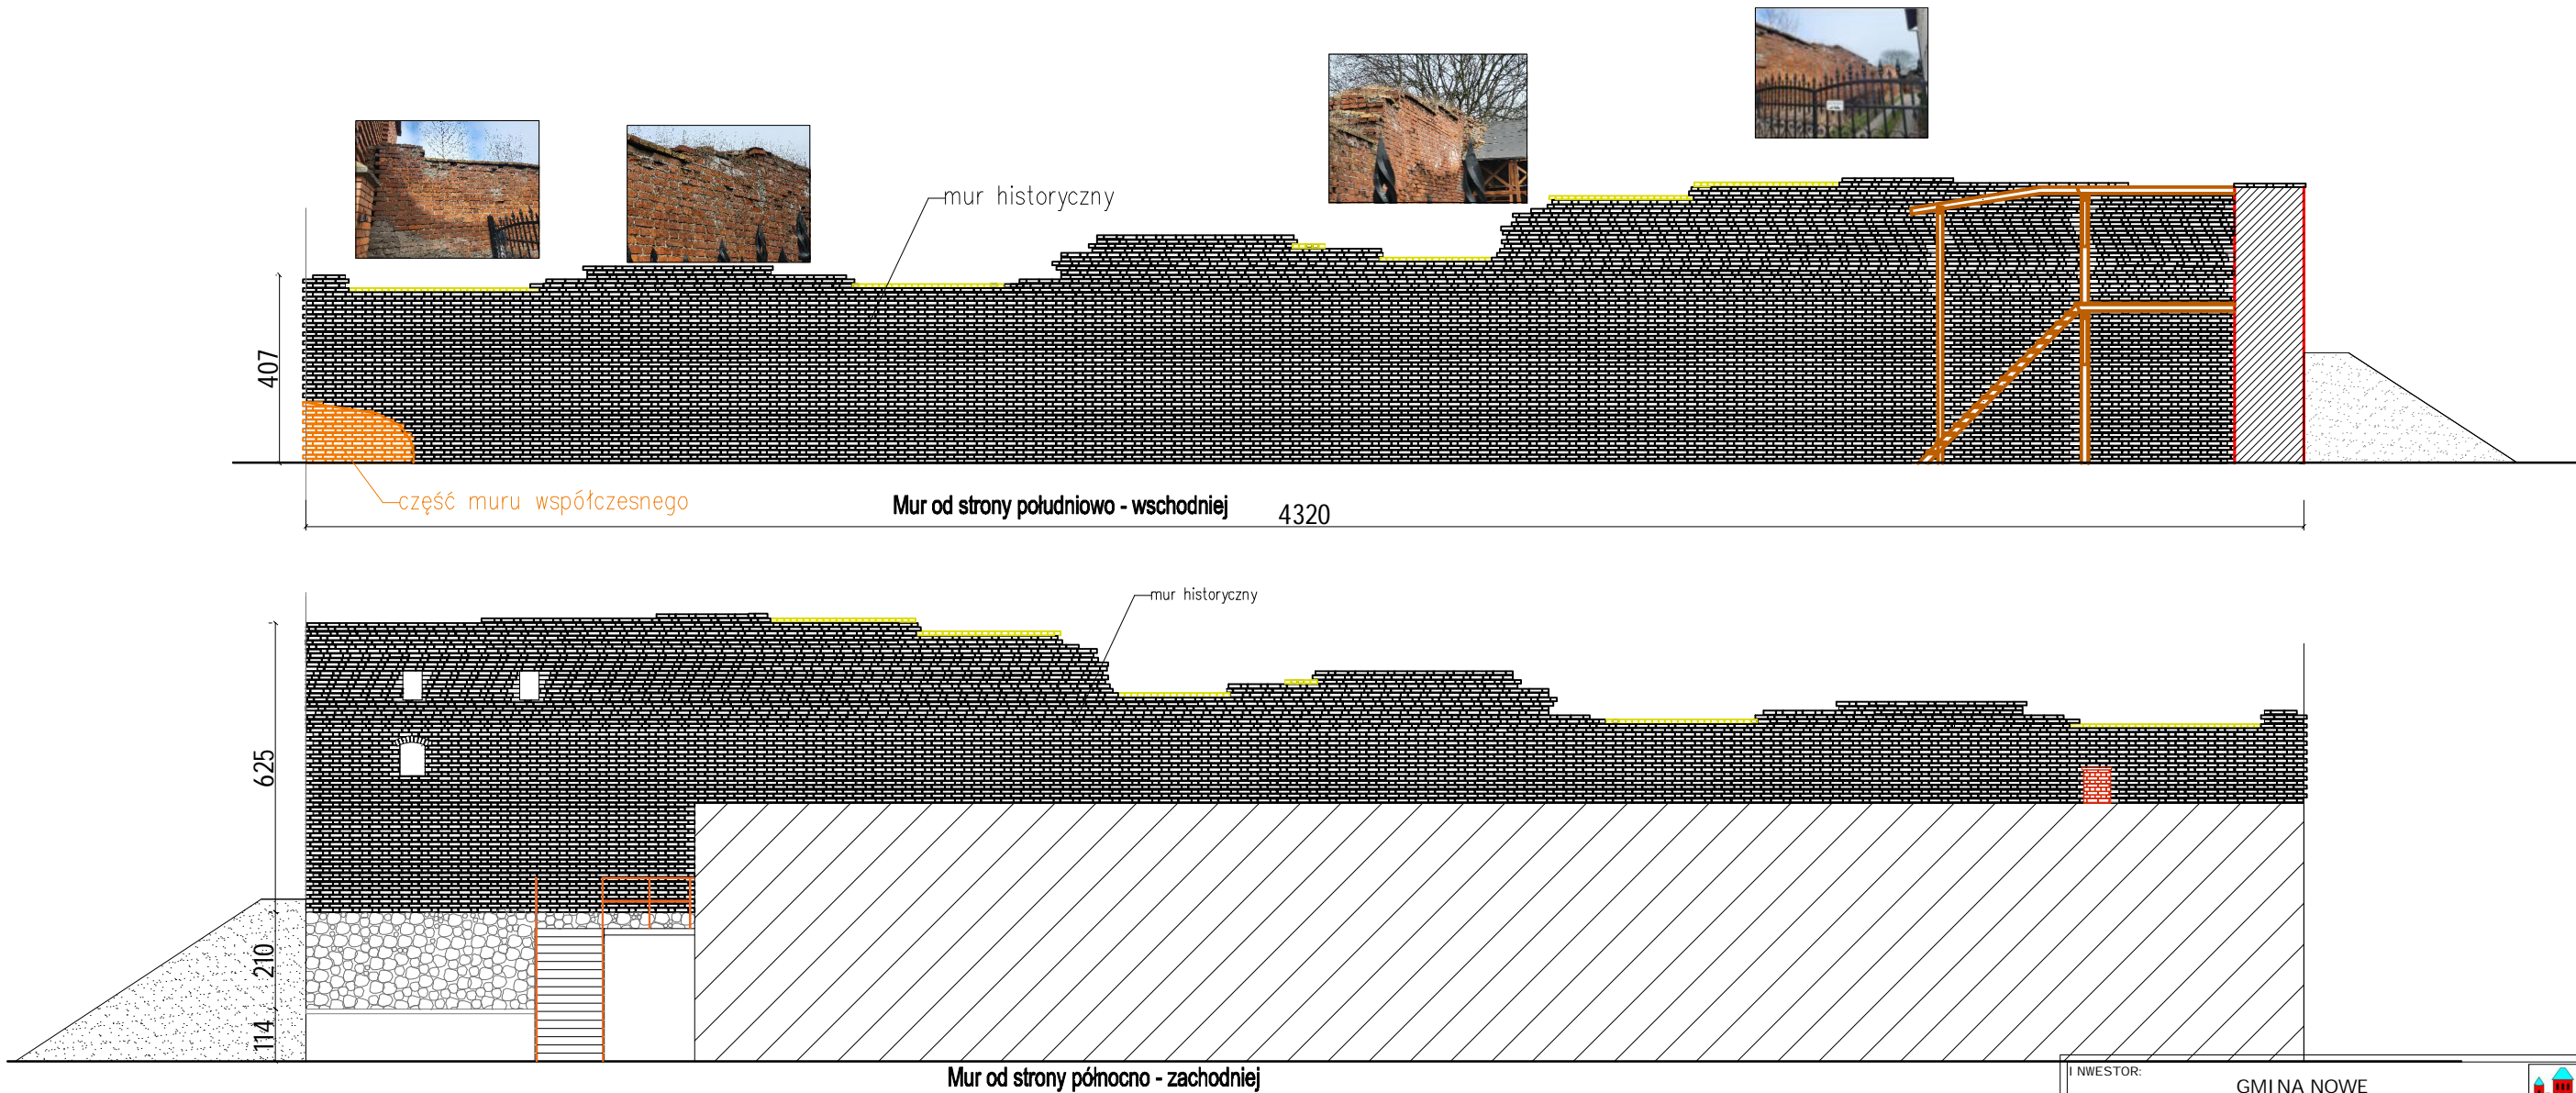 mur historyczny
407
część muru współczesnego
Mur od strony południowo - wschodniej
4320
mur historyczny
625
210
114
Mur od strony północno - zachodniej
INWESTOR:
GMINA NOWE